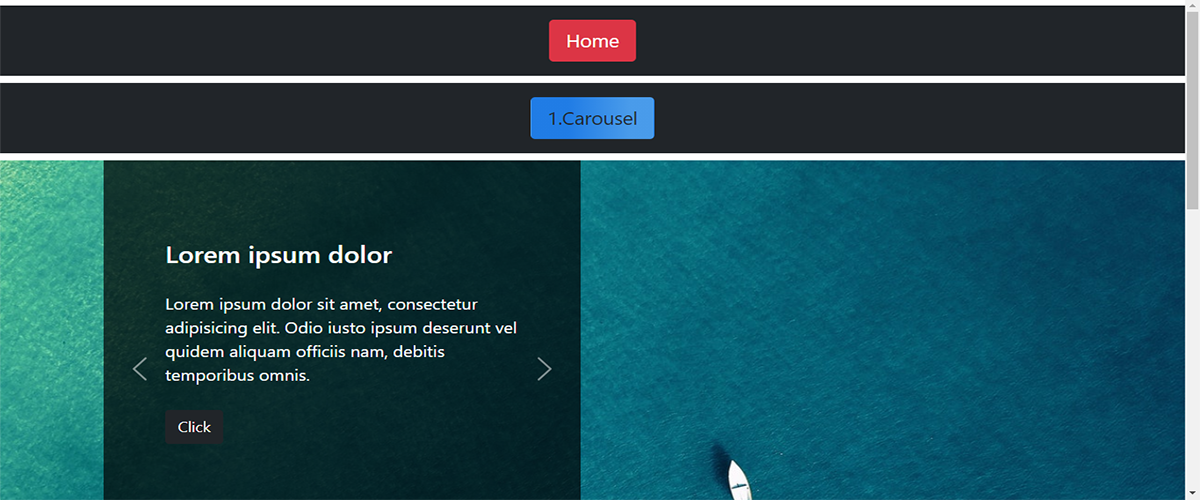 Home
1.Carousel
Lorem ipsum dolor
Lorem ipsum dolor sit amet, consectetur
adipisicing elit. Odio iusto ipsum deserunt vel
quidem aliquam officiis nam, debitis
temporibus omnis.
Click